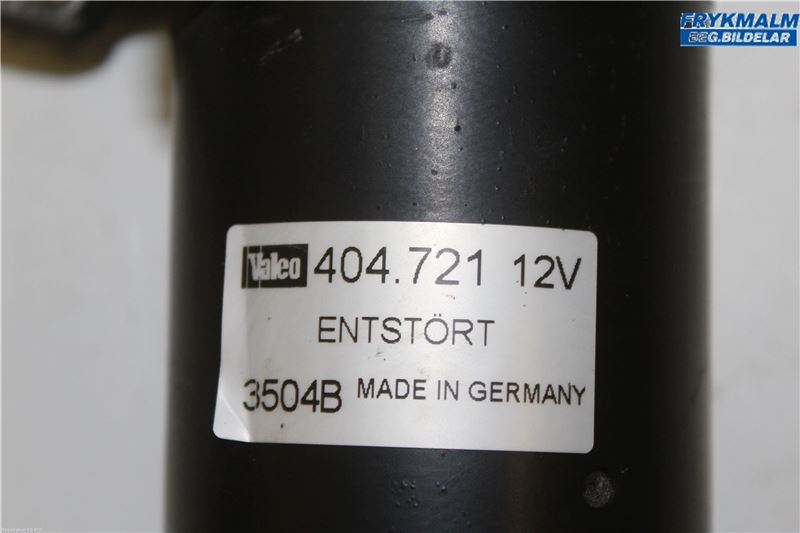 FRYKMALM
BEG.BILDELAR
Valeo 404.721 12V
ENTSTÖRT
3504B MADE IN GERMANY